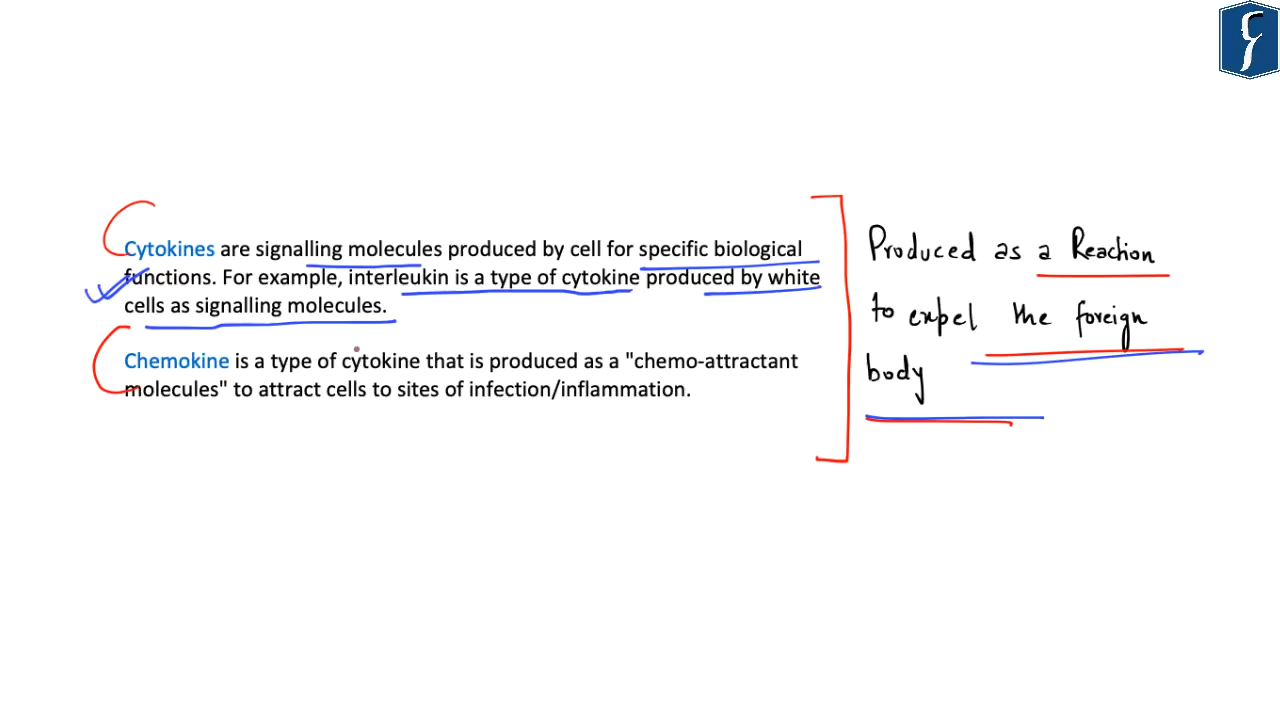 Cytokines are signalling molecules produced by cell for specific biological
functions. For example, interleukin is a type of cytokine produced by white
cells as signalling molecules.
Chemokine is a type of cytokine that is produced as a "chemo-attractant
molecules" to attract cells to sites of infection/inflammation.
Produced as a Reaction
to expel the foreign
body